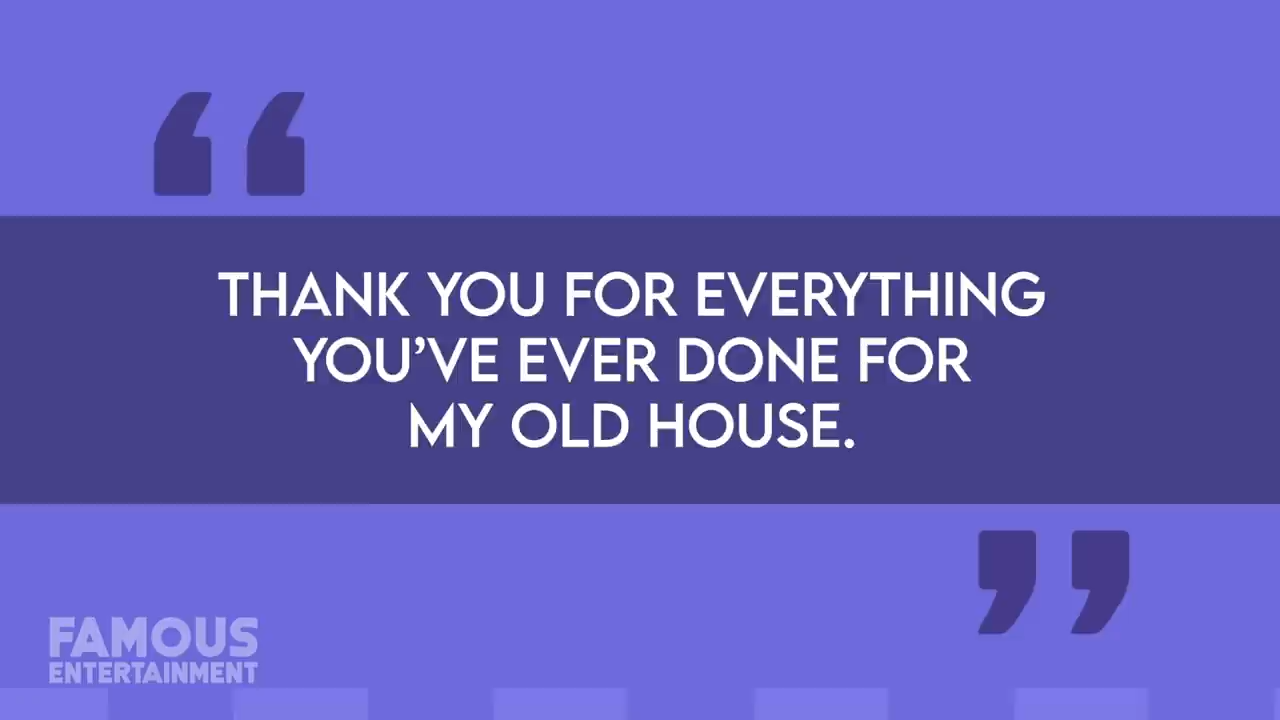 THANK YOU FOR EVERYTHING
YOU'VE EVER DONE FOR
MY OLD HOUSE.
FAMOUS
ENTERTAINMENT